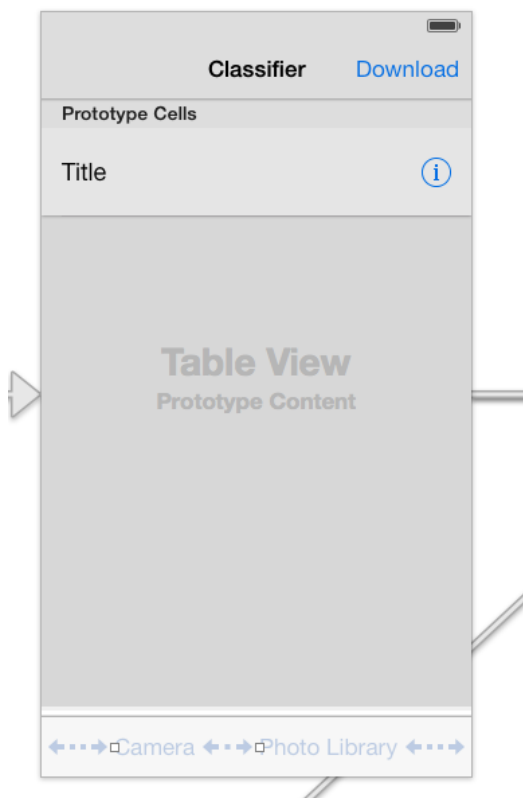 Classifier Download
Prototype Cells
Title
Table View
Prototype Content
Camera Photo Library